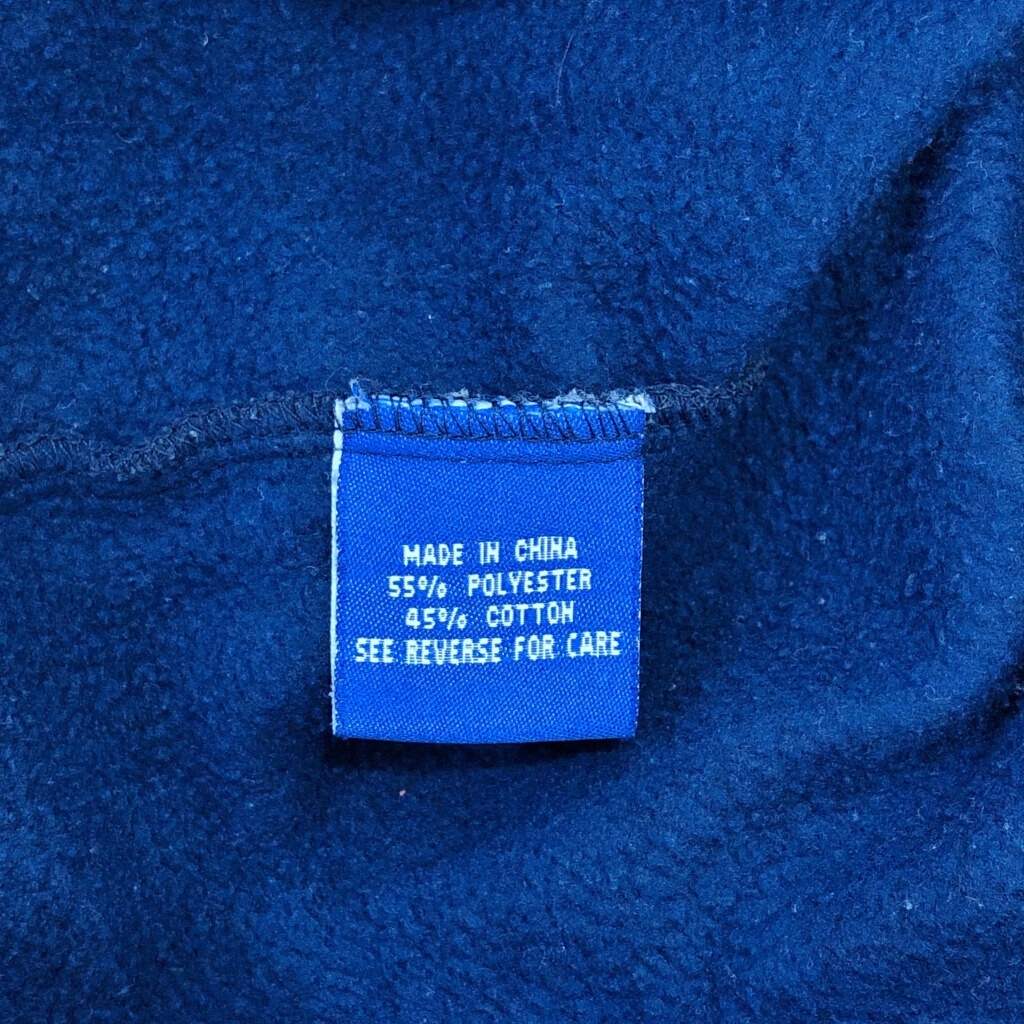 MADE IN CHINA
55% POLYESTER
45% COTTON
SEE REVERSE FOR CARE